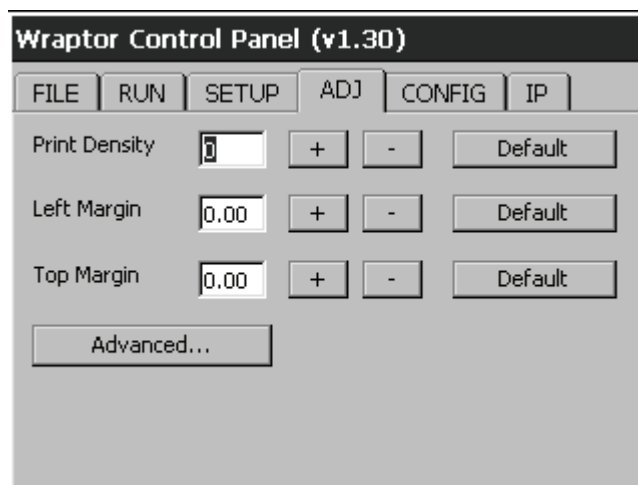 Wraptor Control Panel (v1.30)
FILE RUN SETUP ADJ CONFIG IP
Print Density 0 + - Default
Left Margin 0.00 + - Default
Top Margin 0.00 + - Default
Advanced...